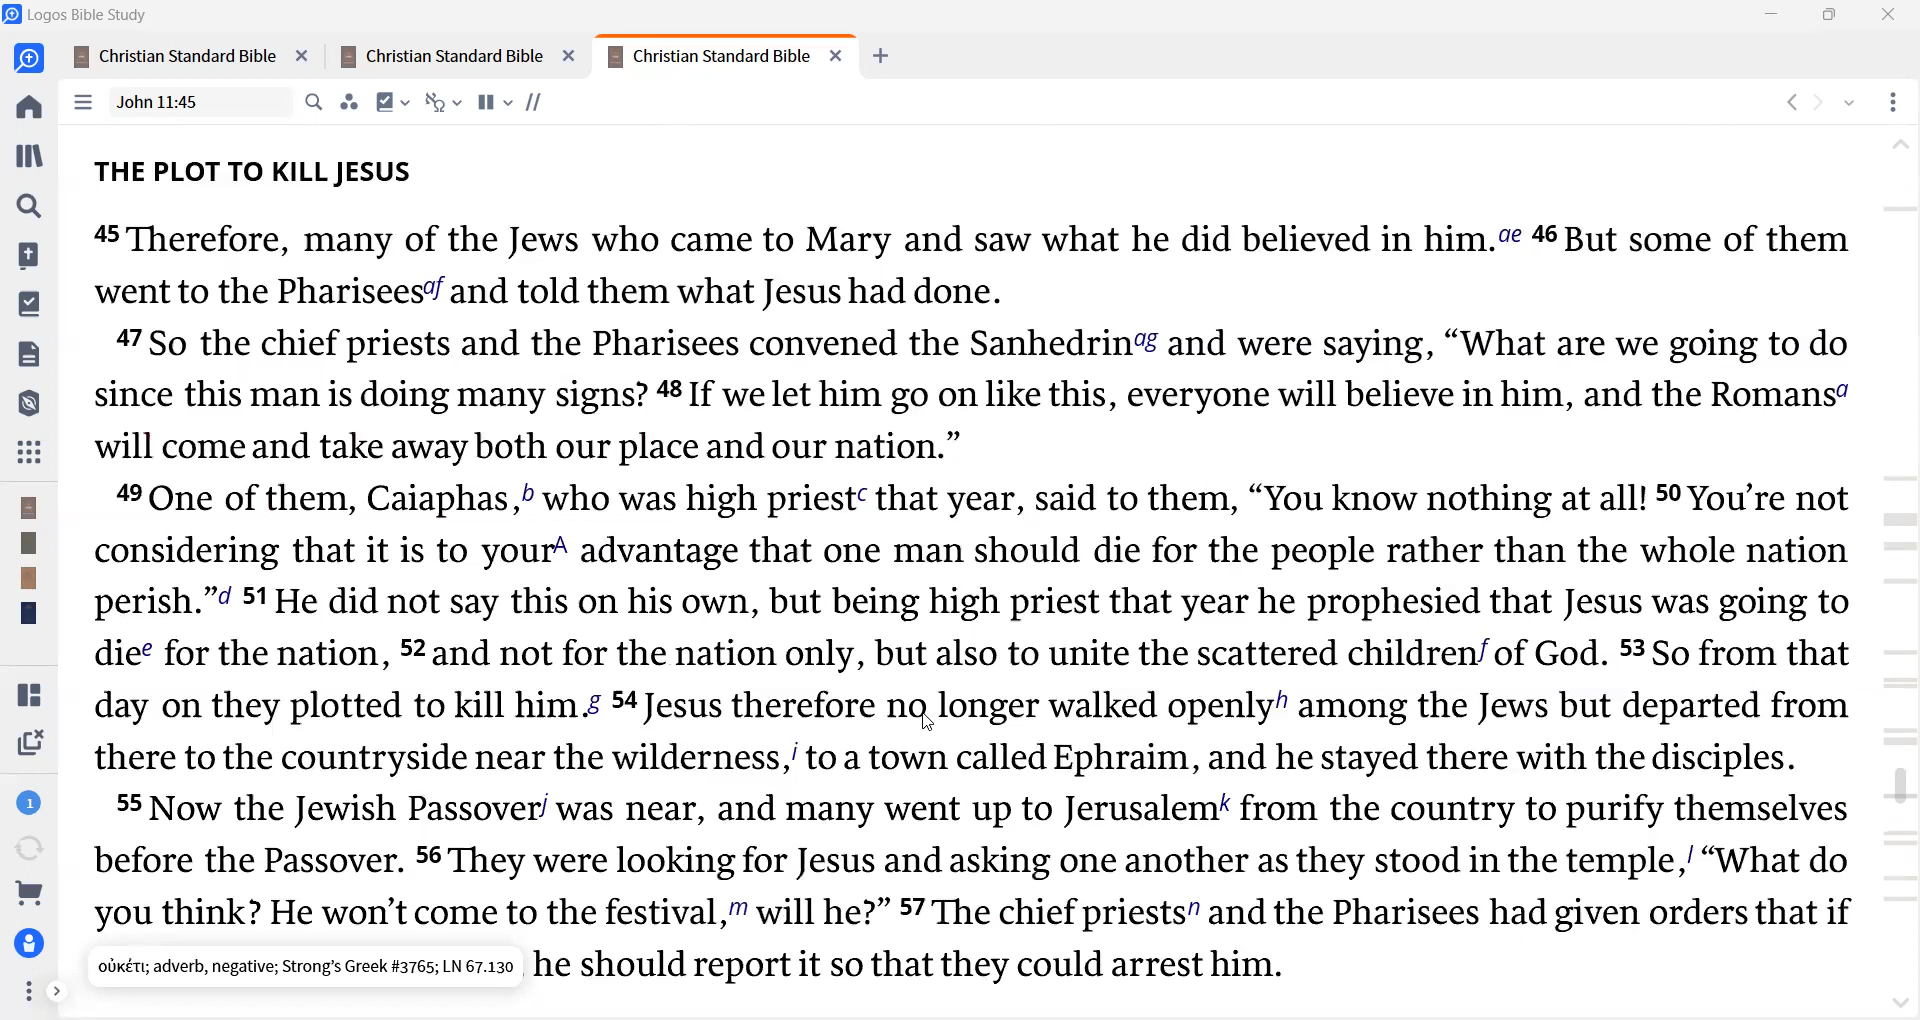 Logos Bible Study
Christian Standard Bible
Christian Standard Bible
Christian Standard Bible
John 11:45
THE PLOT TO KILL JESUS
45 Therefore, many of the Jews who came to Mary and saw what he did believed in him.ae 46 But some of them
went to the Phariseesaf and told them what Jesus had done.
47 So the chief priests and the Pharisees convened the Sanhedrinag and were saying, “What are we going to do
since this man is doing many signs? 48 If we let him go on like this, everyone will believe in him, and the Romansa
will come and take away both our place and our nation.”
49 One of them, Caiaphas,b who was high priestc that year, said to them, “You know nothing at all! 50 You’re not
considering that it is to yourA advantage that one man should die for the people rather than the whole nation
perish.”d 51 He did not say this on his own, but being high priest that year he prophesied that Jesus was going to
diee for the nation, 52 and not for the nation only, but also to unite the scattered childrenf of God. 53 So from that
day on they plotted to kill him.g 54 Jesus therefore no longer walked openlyh among the Jews but departed from
there to the countryside near the wilderness,i to a town called Ephraim, and he stayed there with the disciples.
55 Now the Jewish Passoverj was near, and many went up to Jerusalemk from the country to purify themselves
before the Passover. 56 They were looking for Jesus and asking one another as they stood in the temple,l “What do
you think? He won’t come to the festival,m will he?” 57 The chief priestsn and the Pharisees had given orders that if
οὐκέτι; adverb, negative; Strong’s Greek #3765; LN 67.130
he should report it so that they could arrest him.
1